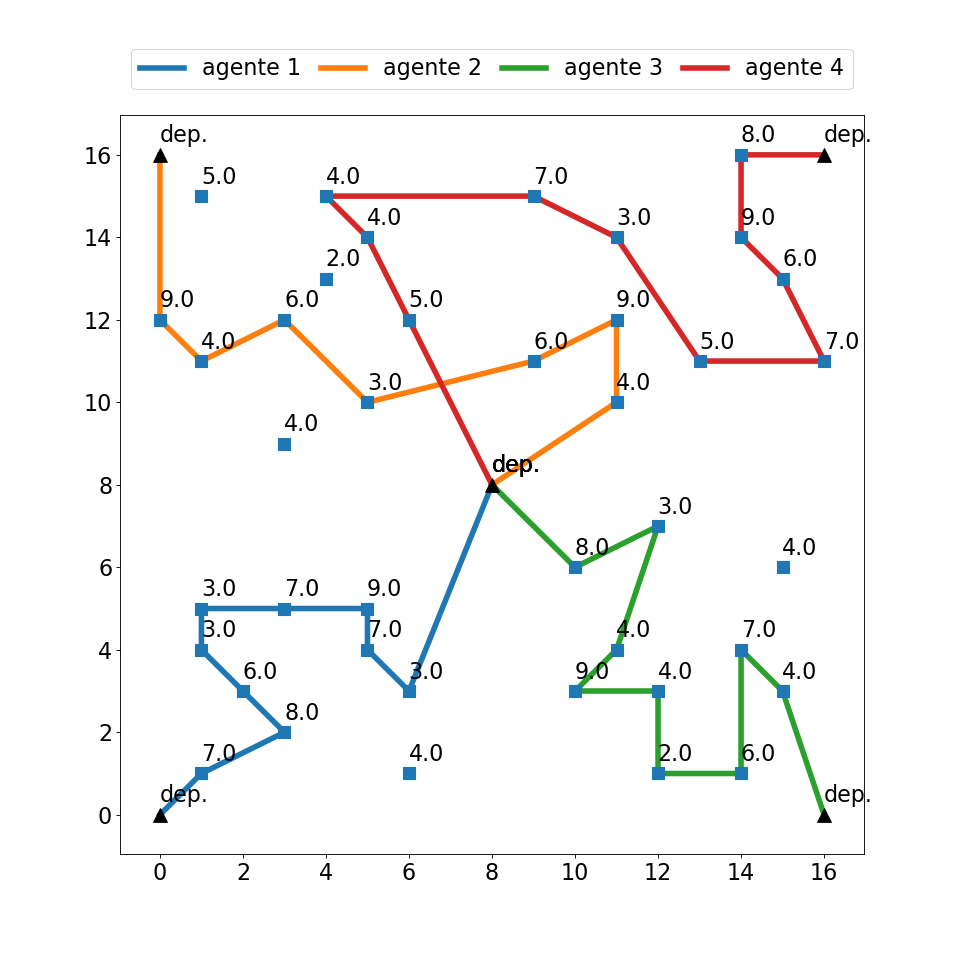 agente 1 agente 2 agente 3 agente 4
dep. 8.0 dep.
16
5.0 4.0 7.0
4.0 3.0 9.0
14
2.0 6.0
9.0 6.0 5.0 9.0
12
4.0 6.0 5.0 7.0
3.0 4.0
10
4.0
dep. dep.
8
3.0
8.0 4.0
6
3.0 7.0 9.0
3.0 7.0 4.0 7.0
4
6.0 3.0 9.0 4.0 4.0
8.0
2
7.0 4.0 2.0 6.0
dep. dep.
0
0 2 4 6 8 10 12 14 16